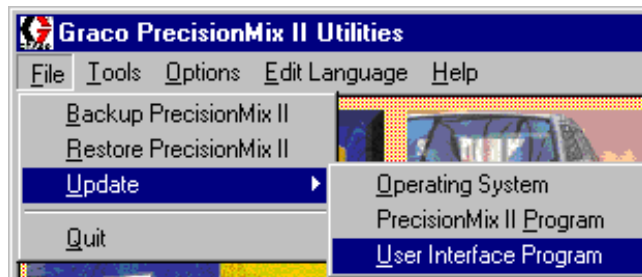 Graco PrecisionMix II Utilities
File Tools Options Edit Language Help
Backup PrecisionMix II
Restore PrecisionMix II
Update
Operating System
PrecisionMix II Program
Quit
User Interface Program